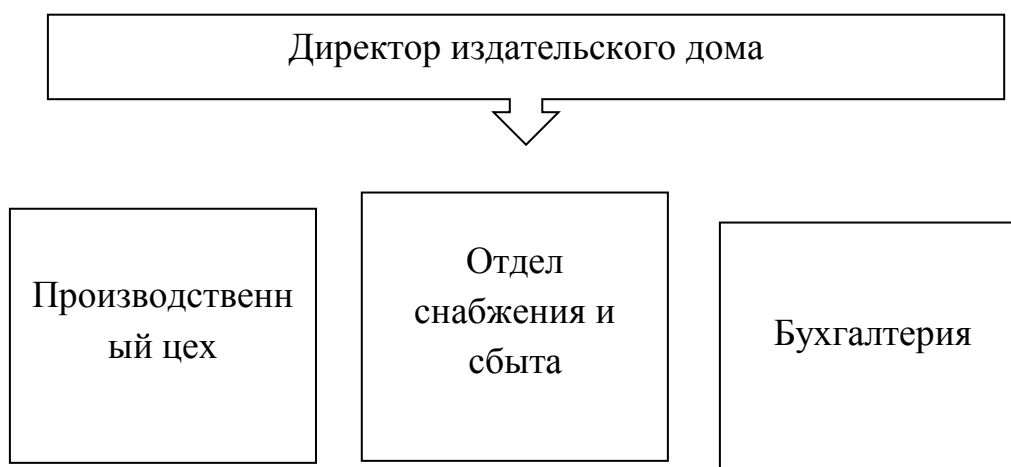 Директор издательского дома
Производственн
ый цех
Отдел
снабжения и
сбыта
Бухгалтерия